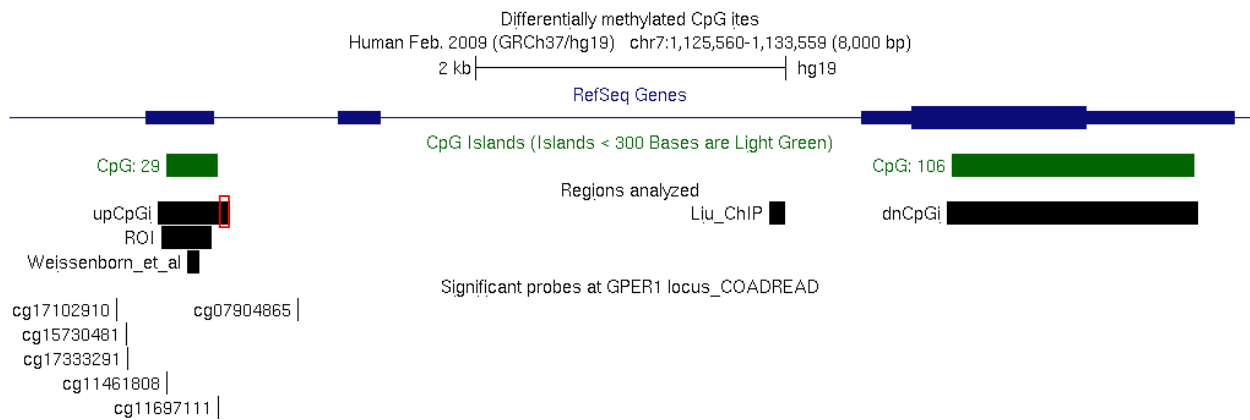 Differentially methylated CpG ites
Human Feb. 2009 (GRCh37/hg19) chr7:1,125,560-1,133,559 (8,000 bp)
2 kb hg19
RefSeq Genes
CpG Islands (Islands < 300 Bases are Light Green)
CpG: 29 CpG: 106
Regions analyzed
upCpGi Liu_ChIP dnCpGi
ROI
Weissenborn_et_al
Significant probes at GPER1 locus_COADREAD
cg17102910 cg07904865
cg15730481
cg17333291
cg11461808
cg11697111